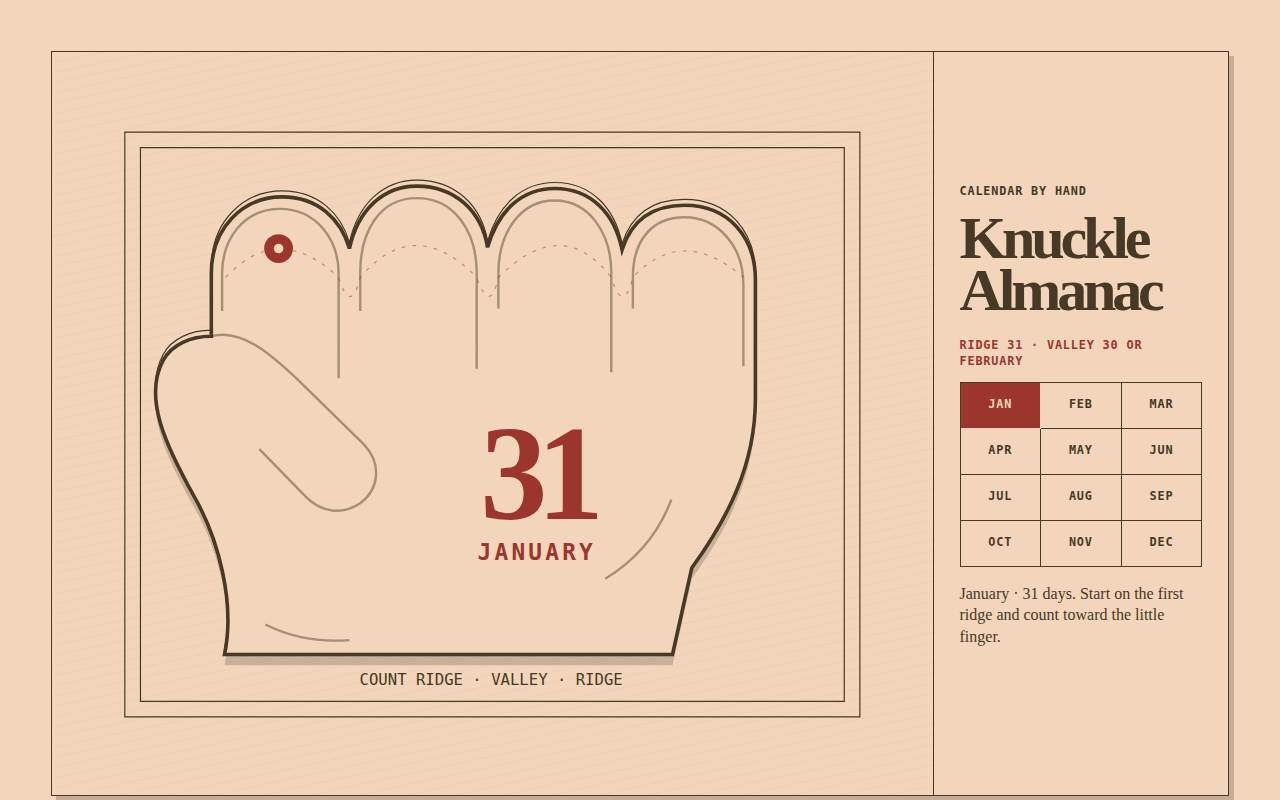 31
JANUARY
COUNT RIDGE · VALLEY · RIDGE
CALENDAR BY HAND
Knuckle
Almanac
RIDGE 31 · VALLEY 30 OR
FEBRUARY
JAN FEB MAR
APR MAY JUN
JUL AUG SEP
OCT NOV DEC
January · 31 days. Start on the first
ridge and count toward the little
finger.